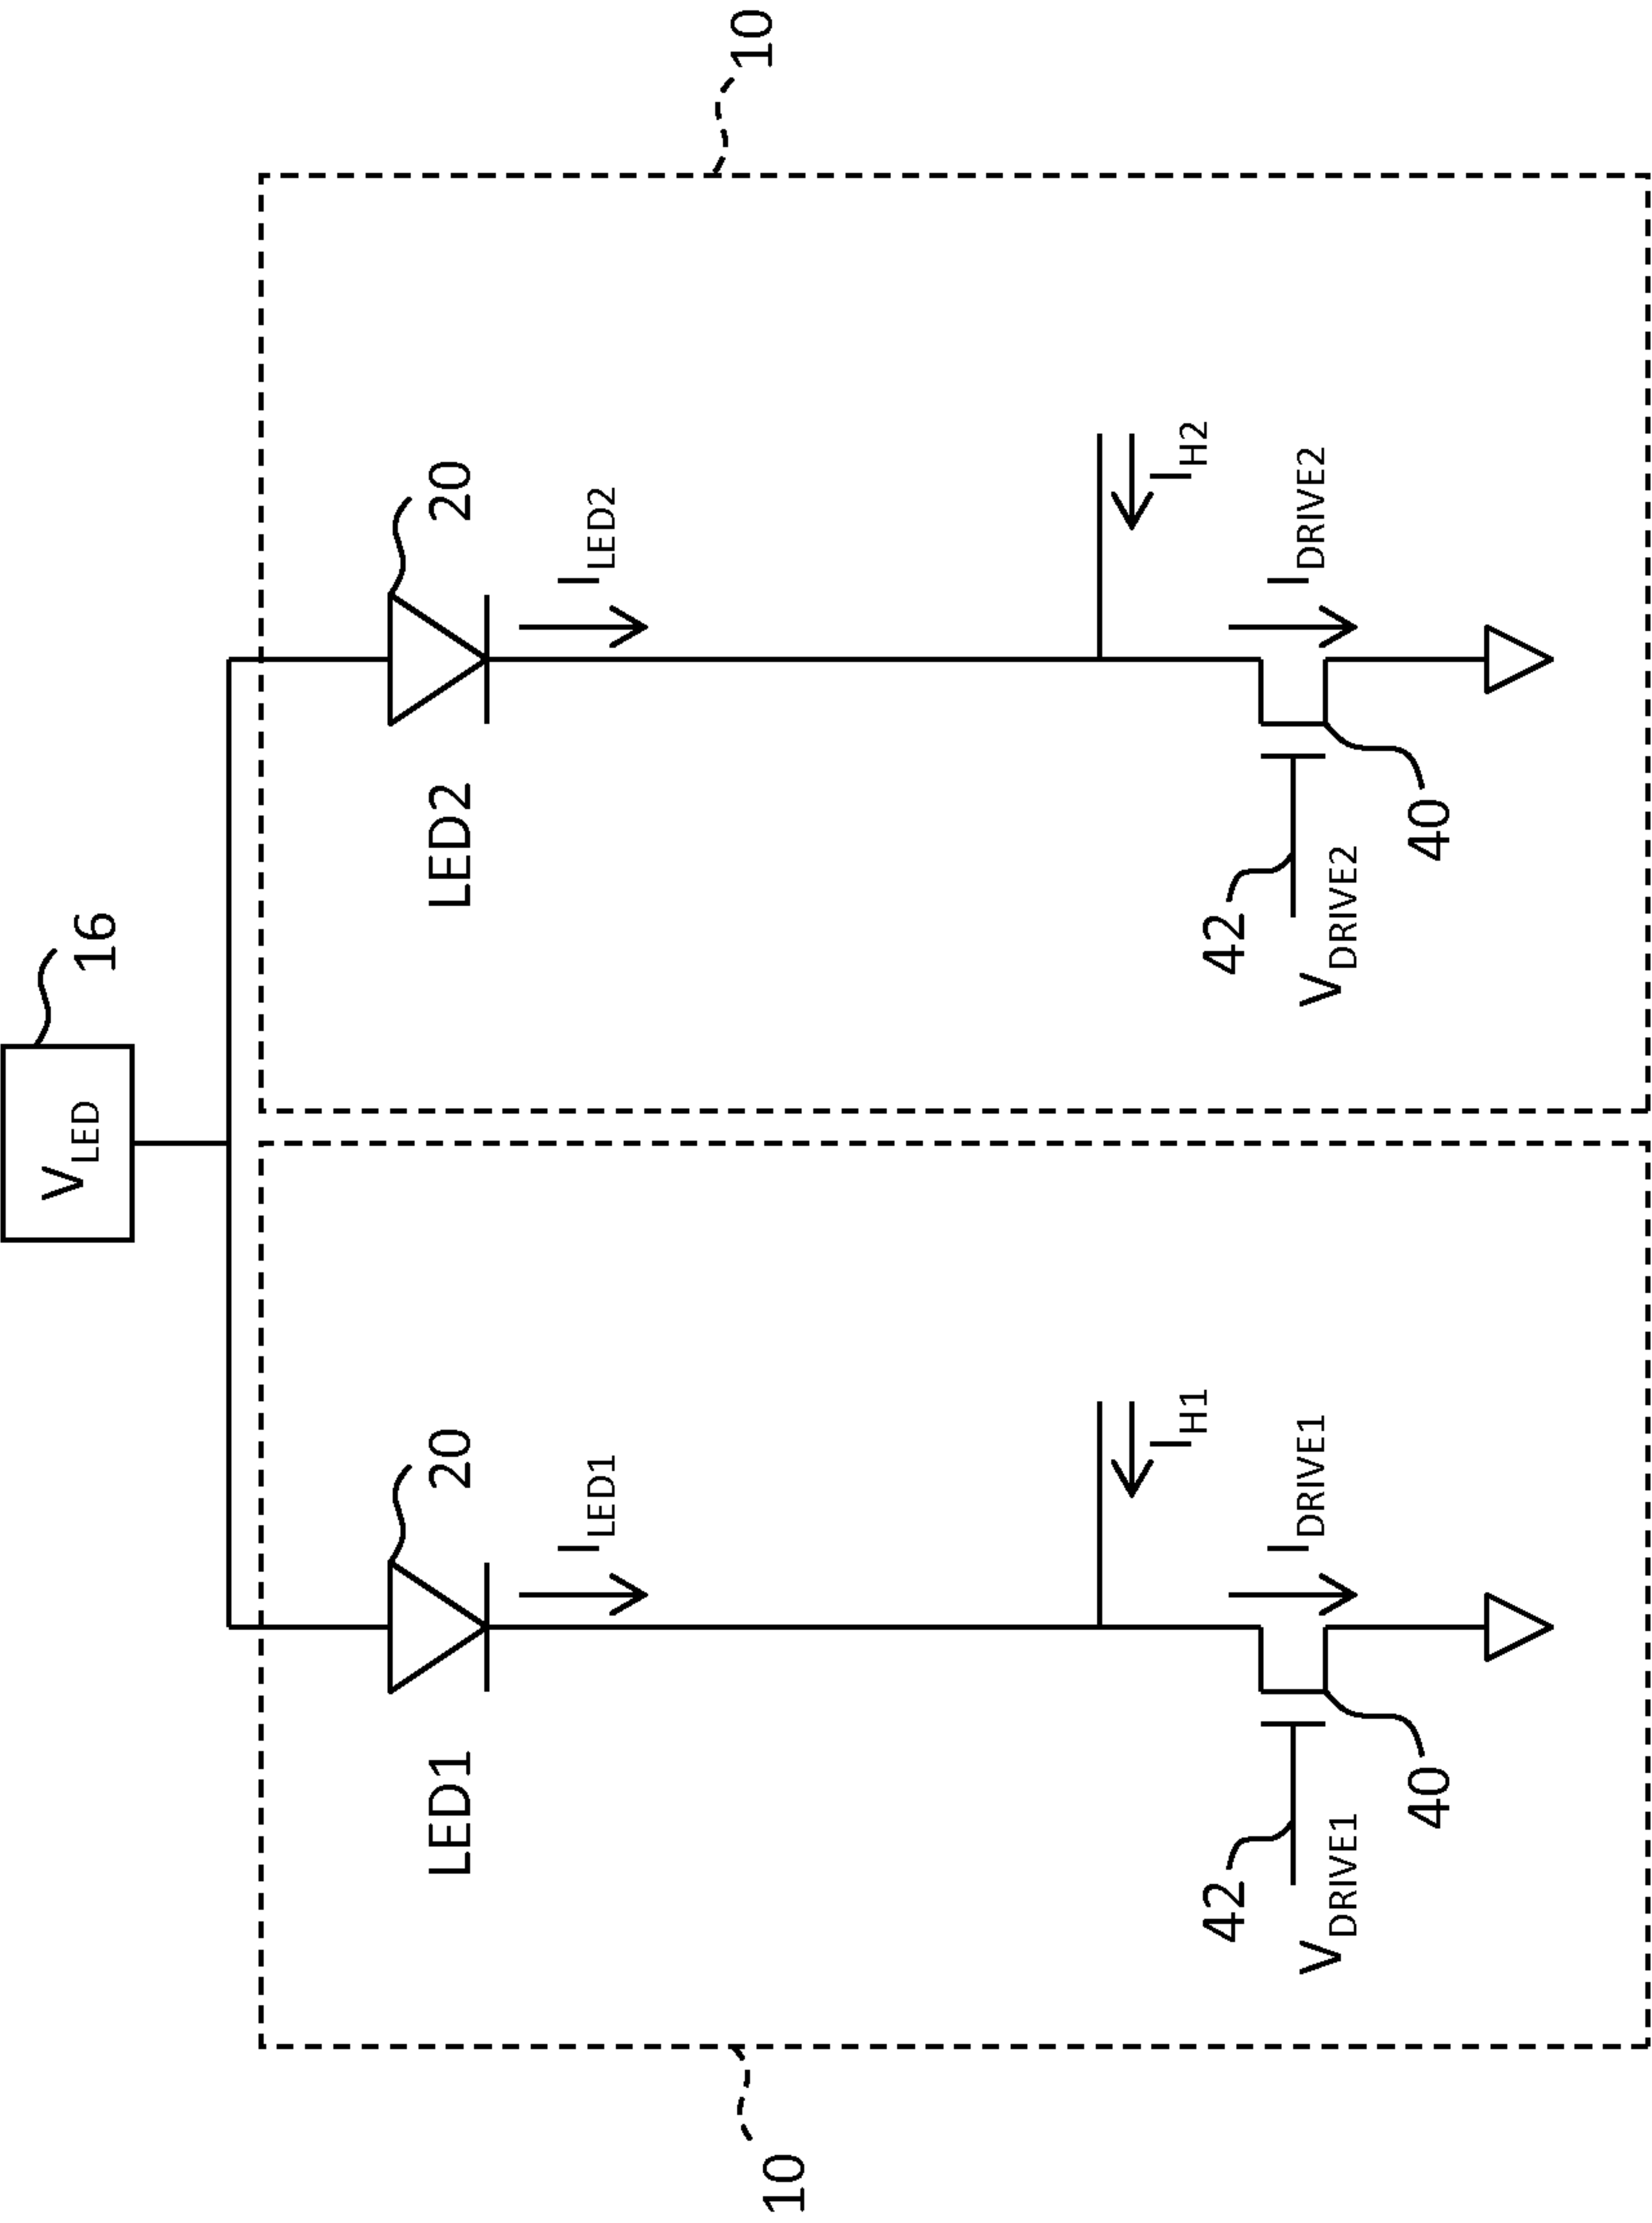 V_LED
16
10
10
LED1
20
I_LED1
LED2
20
I_LED2
I_H1
I_H2
42
V_DRIVE1
40
I_DRIVE1
42
V_DRIVE2
40
I_DRIVE2